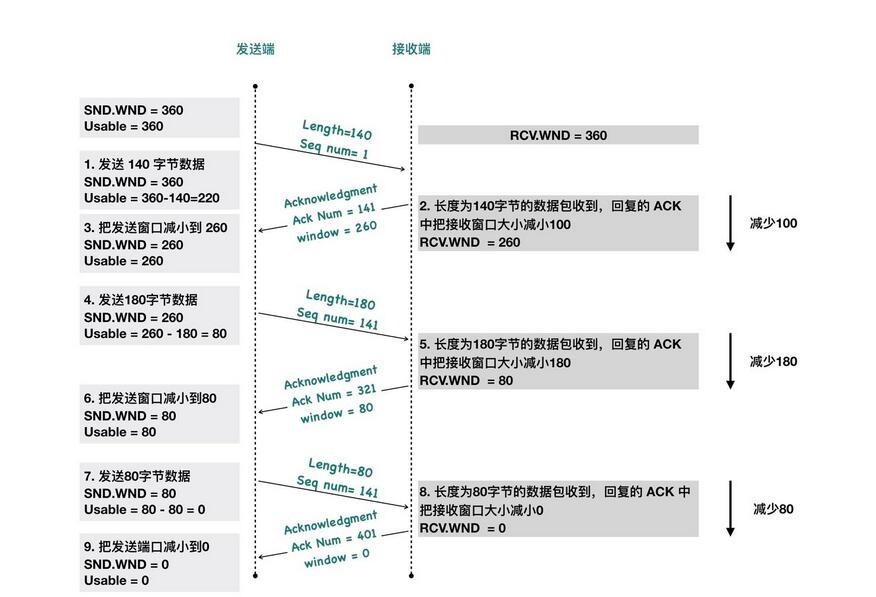 发送端
接收端
SND.WND = 360
Usable = 360
Length=140
Seq num= 1
RCV.WND = 360
1. 发送 140 字节数据
SND.WND = 360
Usable = 360-140=220
Acknowledgment
Ack Num = 141
window = 260
2. 长度为140字节的数据包收到，回复的 ACK
中把接收窗口大小减小100
RCV.WND = 260
减少100
3. 把发送窗口减小到 260
SND.WND = 260
Usable = 260
4. 发送180字节数据
SND.WND = 260
Usable = 260 - 180 = 80
Length=180
Seq num= 141
5. 长度为180字节的数据包收到，回复的 ACK
中把接收窗口大小减小180
RCV.WND = 80
减少180
Acknowledgment
Ack Num = 321
window = 80
6. 把发送窗口减小到80
SND.WND = 80
Usable = 80
7. 发送80字节数据
SND.WND = 80
Usable = 80 - 80 = 0
Length=80
Seq num= 141
8. 长度为80字节的数据包收到，回复的 ACK 中
把接收窗口大小减小0
RCV.WND = 0
减少80
Acknowledgment
Ack Num = 401
window = 0
9. 把发送端口减小到0
SND.WND = 0
Usable = 0